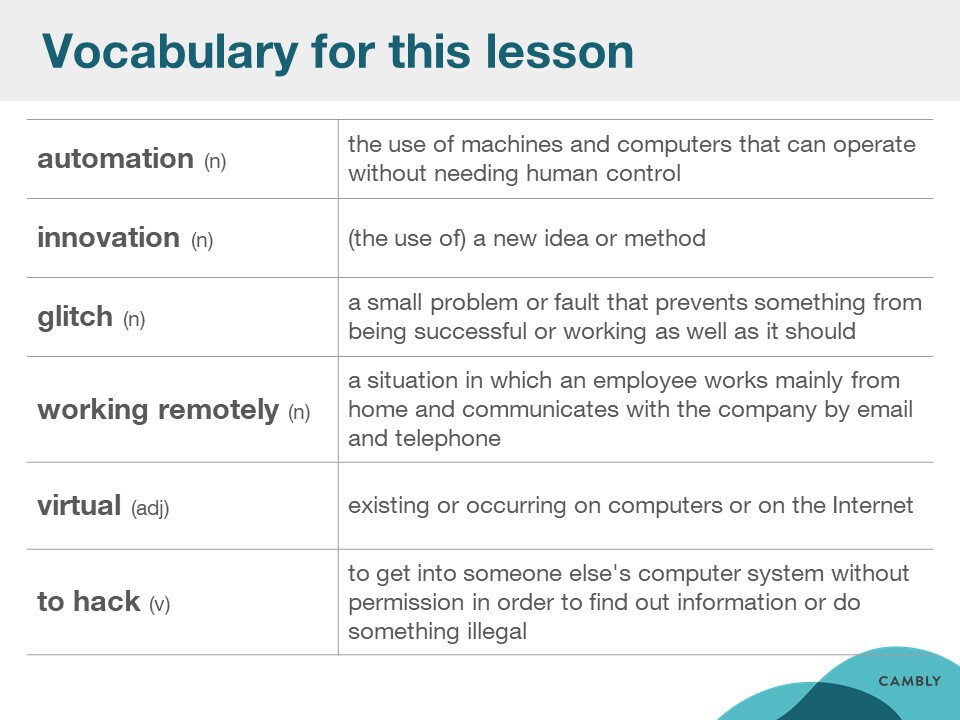 Vocabulary for this lesson
automation (n)
the use of machines and computers that can operate
without needing human control
innovation (n)
(the use of) a new idea or method
glitch (n)
a small problem or fault that prevents something from
being successful or working as well as it should
working remotely (n)
a situation in which an employee works mainly from
home and communicates with the company by email
and telephone
virtual (adj)
existing or occurring on computers or on the Internet
to hack (v)
to get into someone else's computer system without
permission in order to find out information or do
something illegal
CAMBLY